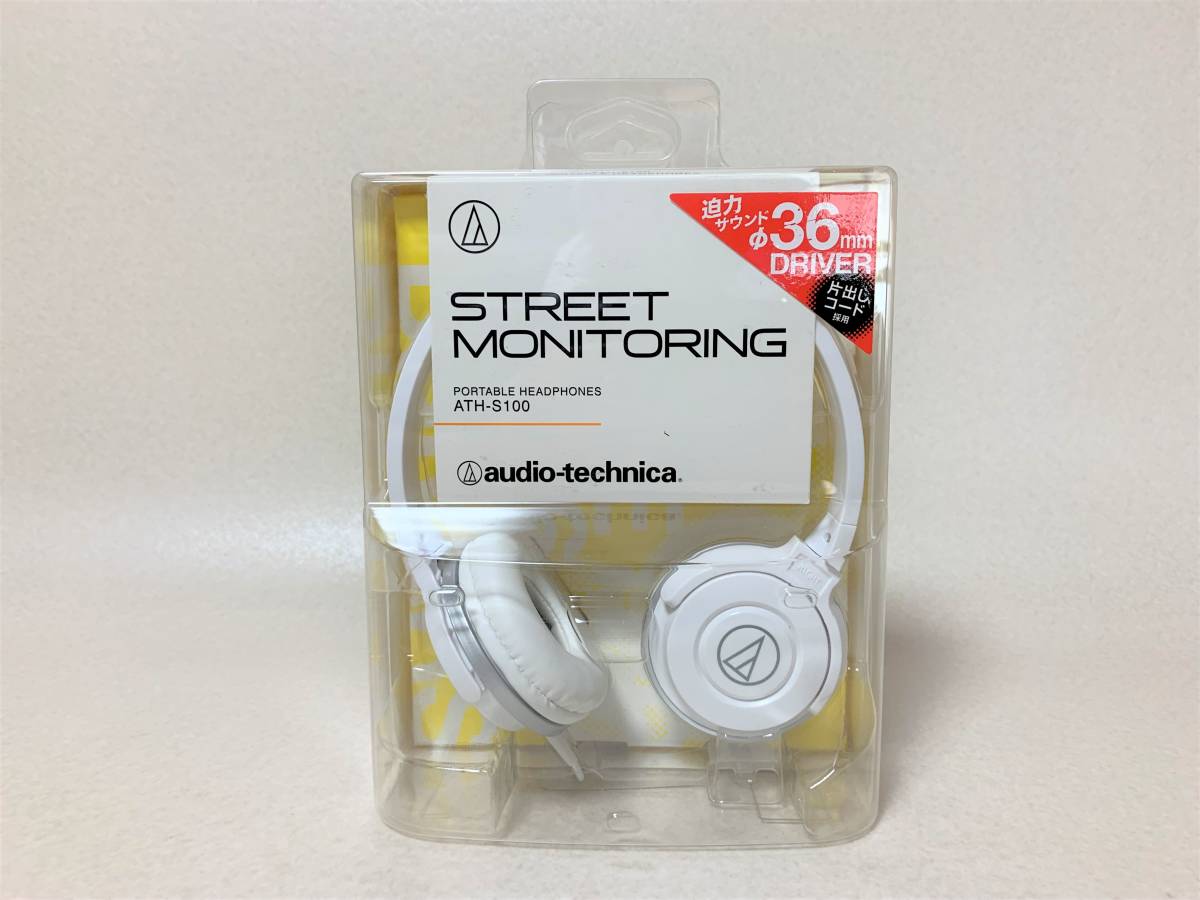 STREET
MONITORING
PORTABLE HEADPHONES
ATH-S100
audio-technica®
迫力
サウンド
φ36mm
DRIVER
片出し
コード
採用